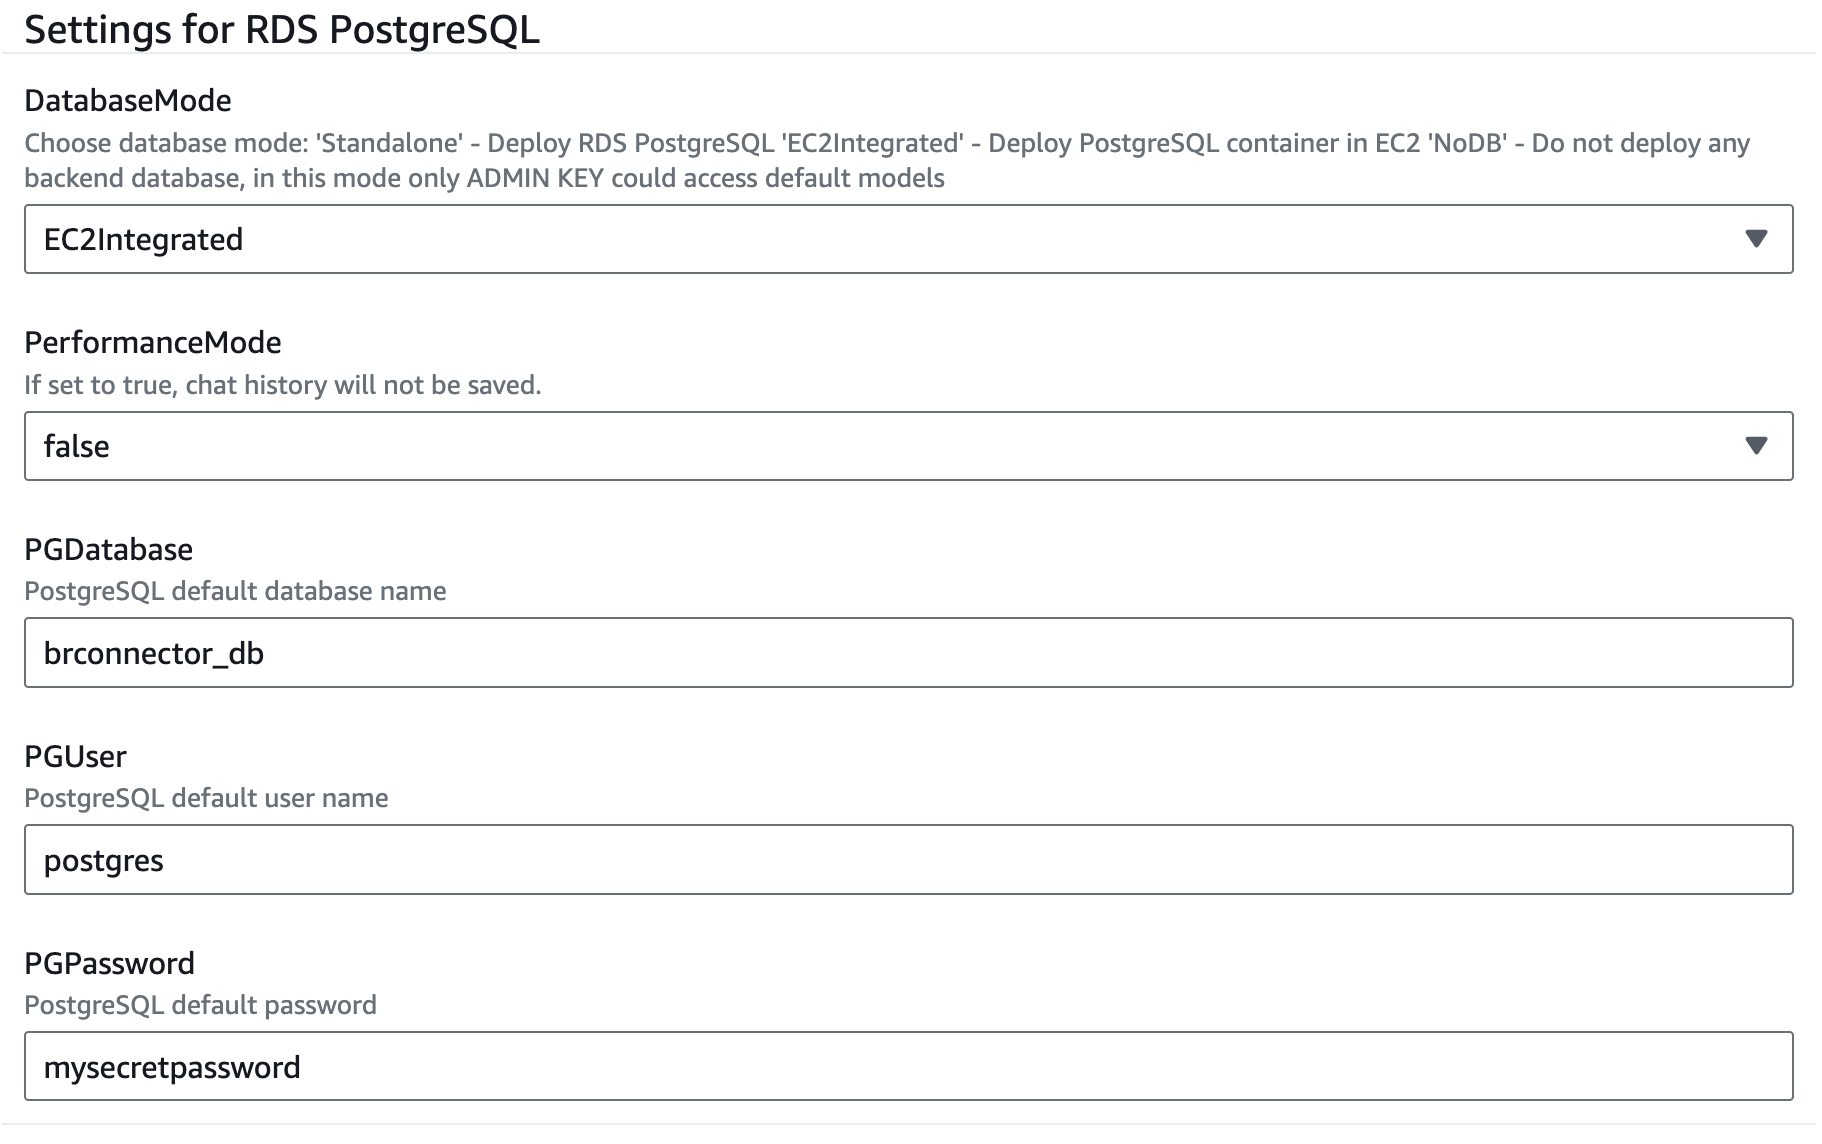 Settings for RDS PostgreSQL
DatabaseMode
Choose database mode: 'Standalone' - Deploy RDS PostgreSQL 'EC2Integrated' - Deploy PostgreSQL container in EC2 'NoDB' - Do not deploy any
backend database, in this mode only ADMIN KEY could access default models
EC2Integrated
PerformanceMode
If set to true, chat history will not be saved.
false
PGDatabase
PostgreSQL default database name
brconnector_db
PGUser
PostgreSQL default user name
postgres
PGPassword
PostgreSQL default password
mysecretpassword